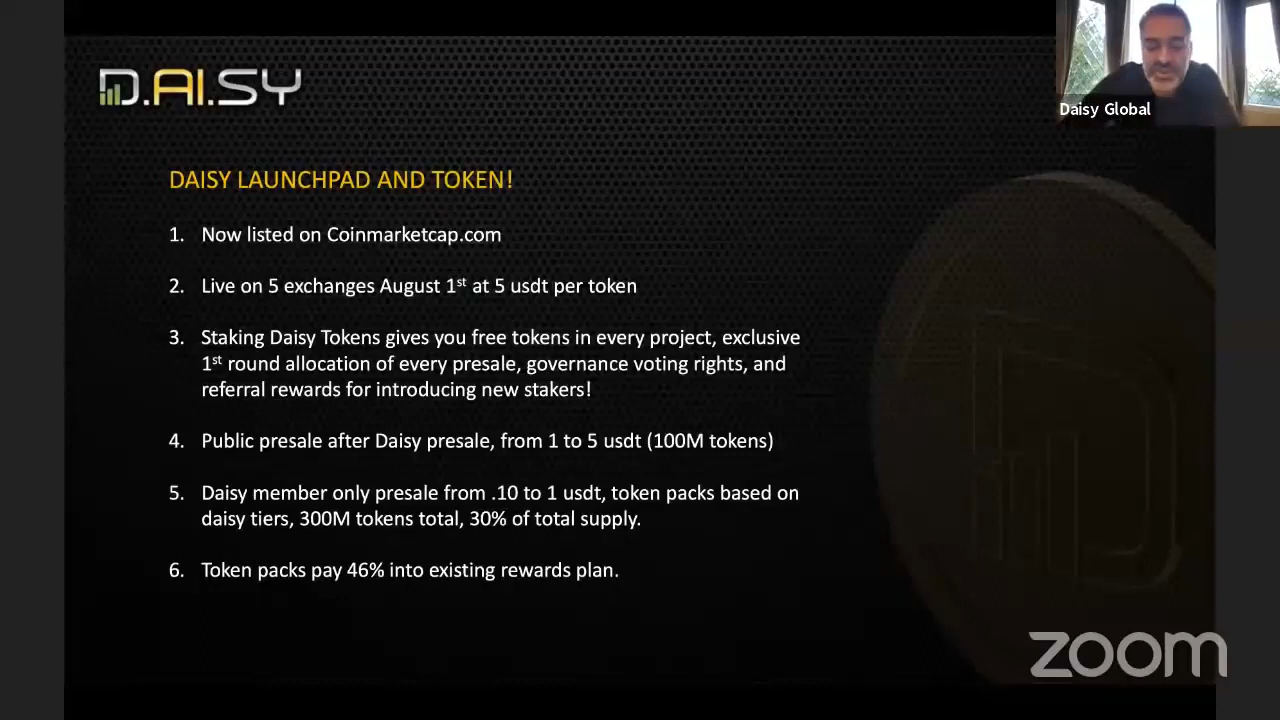 D.AI.SY
Daisy Global
DAISY LAUNCHPAD AND TOKEN!
1. Now listed on Coinmarketcap.com
2. Live on 5 exchanges August 1st at 5 usdt per token
3. Staking Daisy Tokens gives you free tokens in every project, exclusive
1st round allocation of every presale, governance voting rights, and
referral rewards for introducing new stakers!
4. Public presale after Daisy presale, from 1 to 5 usdt (100M tokens)
5. Daisy member only presale from .10 to 1 usdt, token packs based on
daisy tiers, 300M tokens total, 30% of total supply.
6. Token packs pay 46% into existing rewards plan.
zoom